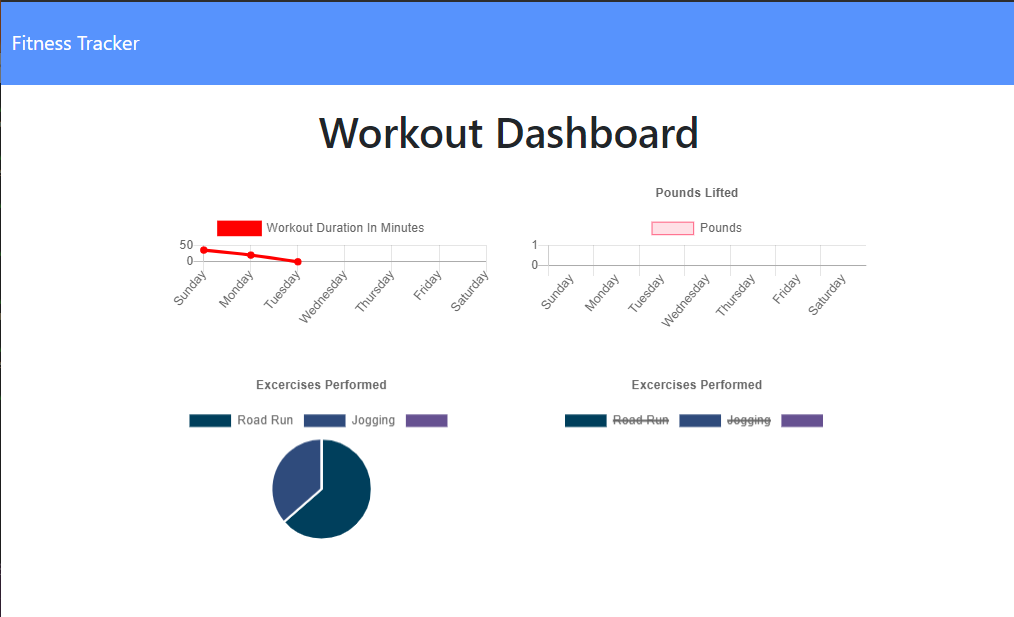 Fitness Tracker
Workout Dashboard
Workout Duration In Minutes
50
0
Sunday Monday Tuesday Wednesday Thursday Friday Saturday
Pounds Lifted
Pounds
1
0
Sunday Monday Tuesday Wednesday Thursday Friday Saturday
Excercises Performed
Road Run Jogging
Excercises Performed
Road Run Jogging